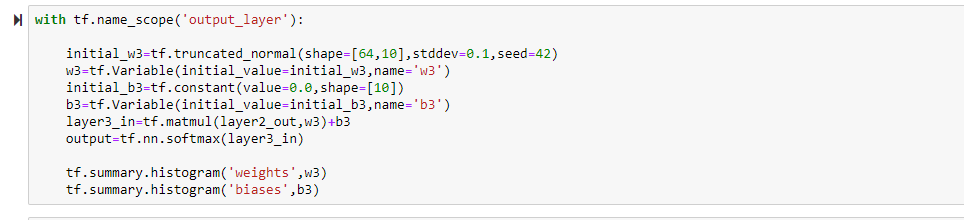 with tf.name_scope('output_layer'):
initial_w3=tf.truncated_normal(shape=[64,10],stddev=0.1,seed=42)
w3=tf.Variable(initial_value=initial_w3,name='w3')
initial_b3=tf.constant(value=0.0,shape=[10])
b3=tf.Variable(initial_value=initial_b3,name='b3')
layer3_in=tf.matmul(layer2_out,w3)+b3
output=tf.nn.softmax(layer3_in)
tf.summary.histogram('weights',w3)
tf.summary.histogram('biases',b3)